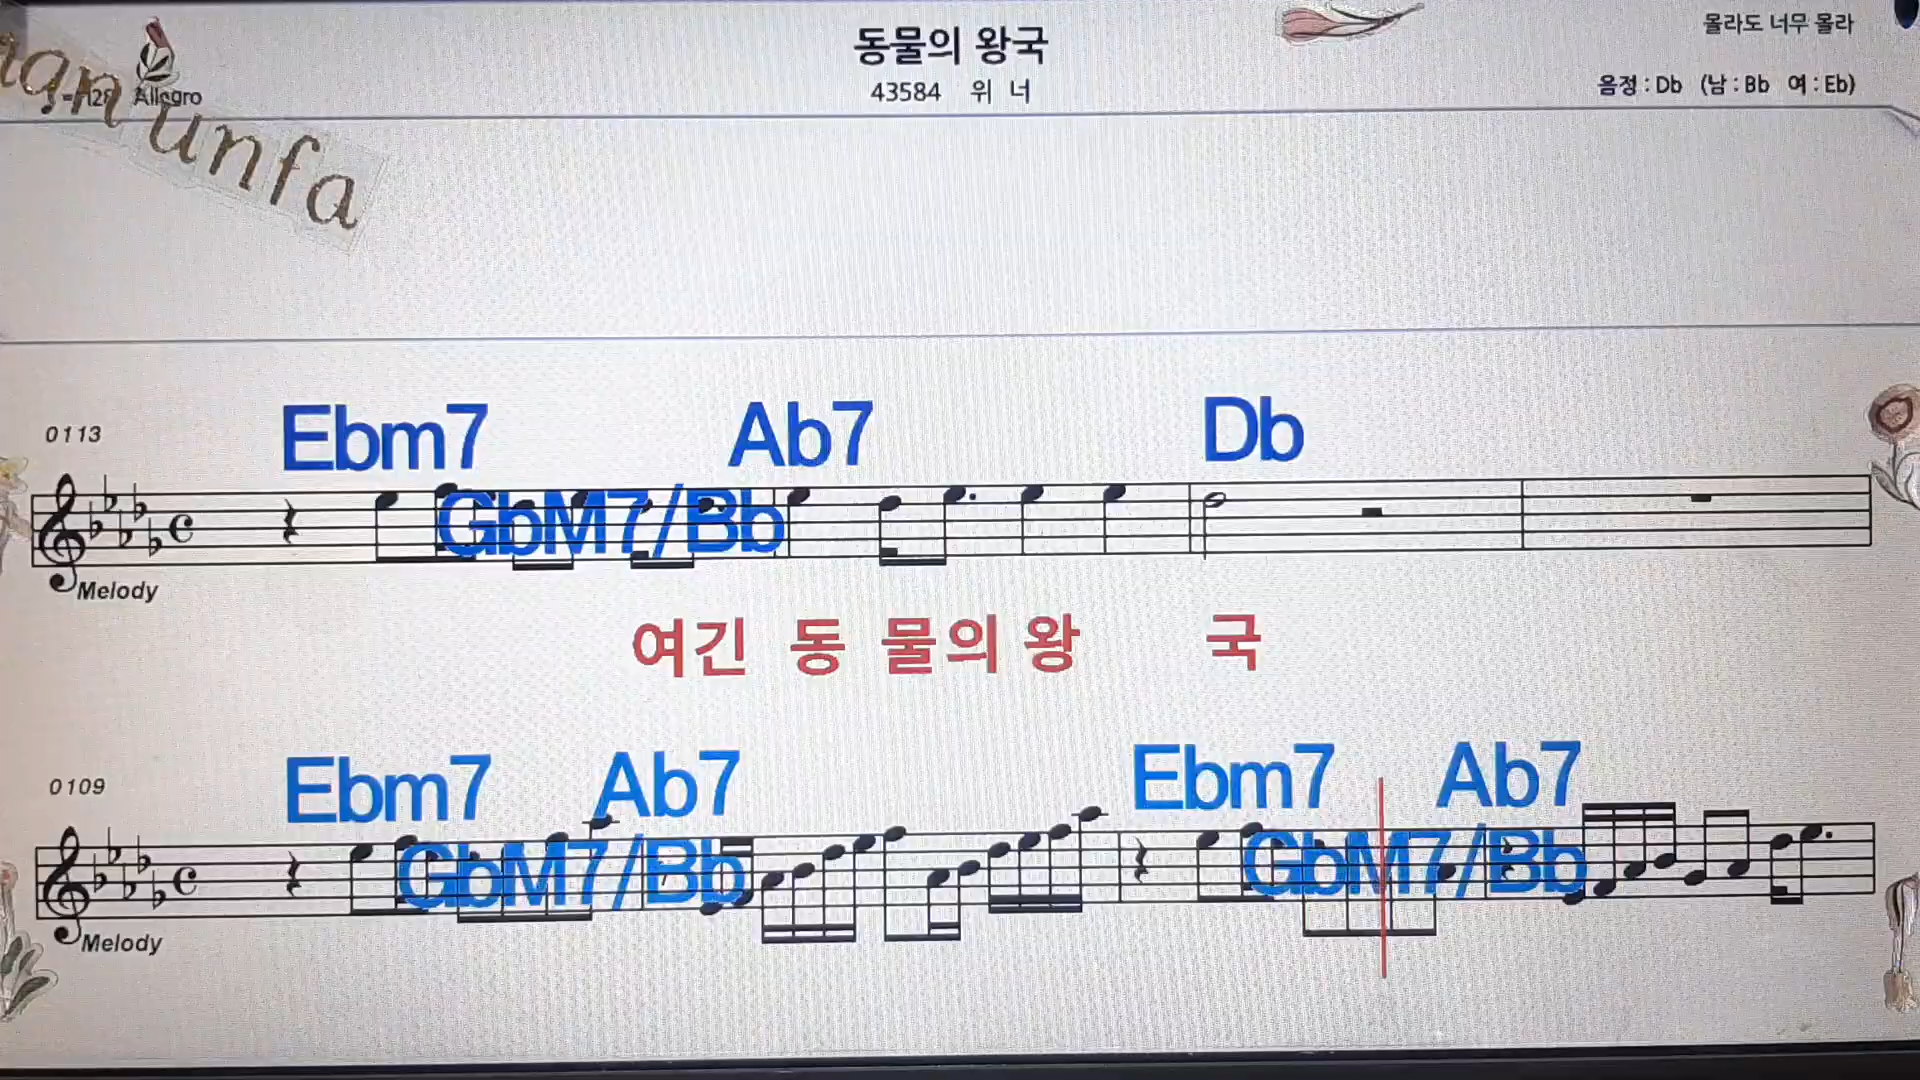 동물의 왕국
몰라도 너무 몰라
Allegro
43584 위 너
음정 : Db (남 : Bb 여 : Eb)
unfa
0113 Ebm7 Ab7 Db
GbM7/Bb
Melody
여긴 동 물의 왕 국
0109 Ebm7 Ab7 Ebm7 Ab7
GbM7/Bb GbM7/Bb
Melody